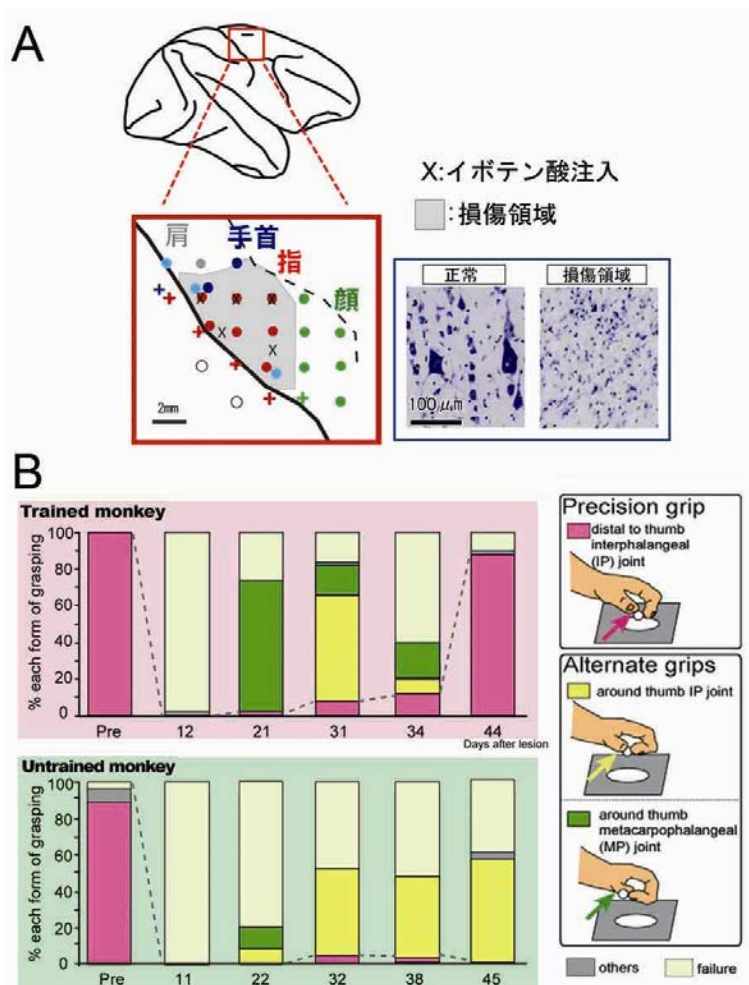 A
X:イボテン酸注入
:損傷領域
肩
手首
指
顔
X
X
X
X
X
2mm
正常
損傷領域
100μm
B
Trained monkey
% each form of grasping
100
80
60
40
20
0
Pre 12 21 31 34 44
Days after lesion
Untrained monkey
% each form of grasping
100
80
60
40
20
0
Pre 11 22 32 38 45
Precision grip
distal to thumb
interphalangeal
(IP) joint
Alternate grips
around thumb IP joint
around thumb
metacarpophalangeal
(MP) joint
others failure